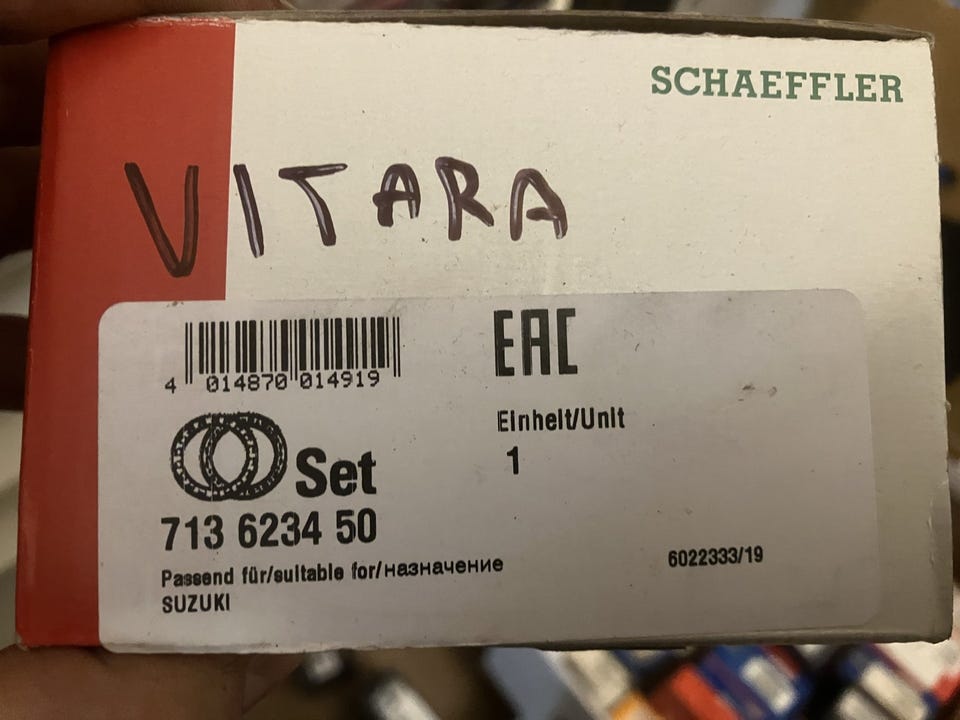 SCHAEFFLER
VITARA
4 014870 014919
EAC
Einheit/Unit
1
Set
713 6234 50
Passend für/suitable for/назначение
SUZUKI
6022333/19